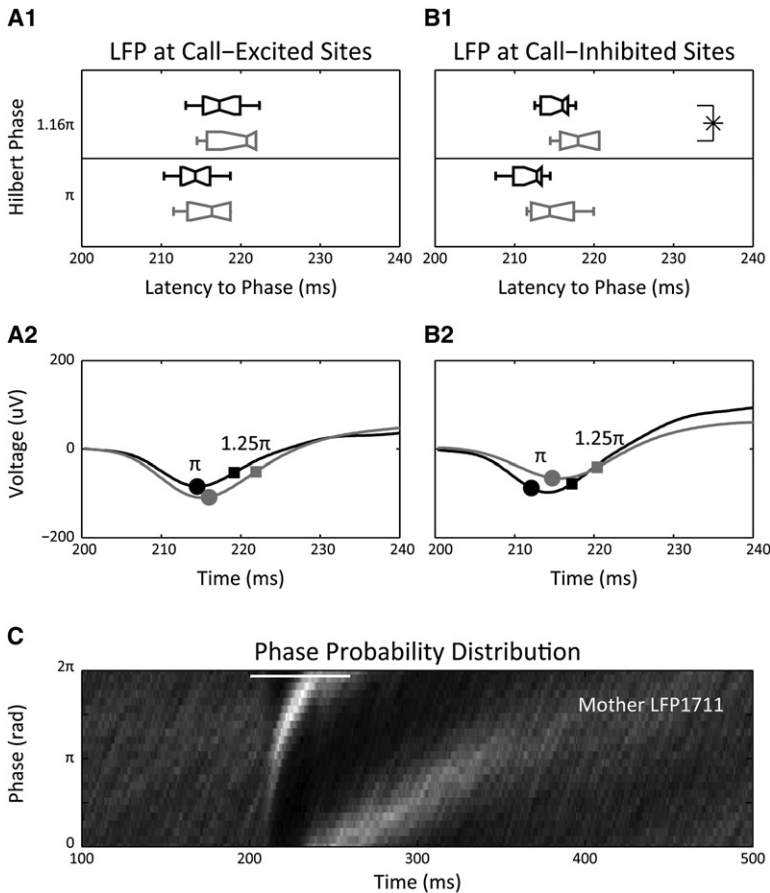 A1
B1
LFP at Call−Excited Sites
LFP at Call−Inhibited Sites
Hilbert Phase
1.16π
π
200 210 220 230 240
200 210 220 230 240
Latency to Phase (ms)
Latency to Phase (ms)
A2
B2
Voltage (uV)
200
0
−200
π
1.25π
π
1.25π
200 210 220 230 240
200 210 220 230 240
Time (ms)
Time (ms)
C
Phase Probability Distribution
Phase (rad)
2π
π
0
Mother LFP1711
100 200 300 400 500
Time (ms)